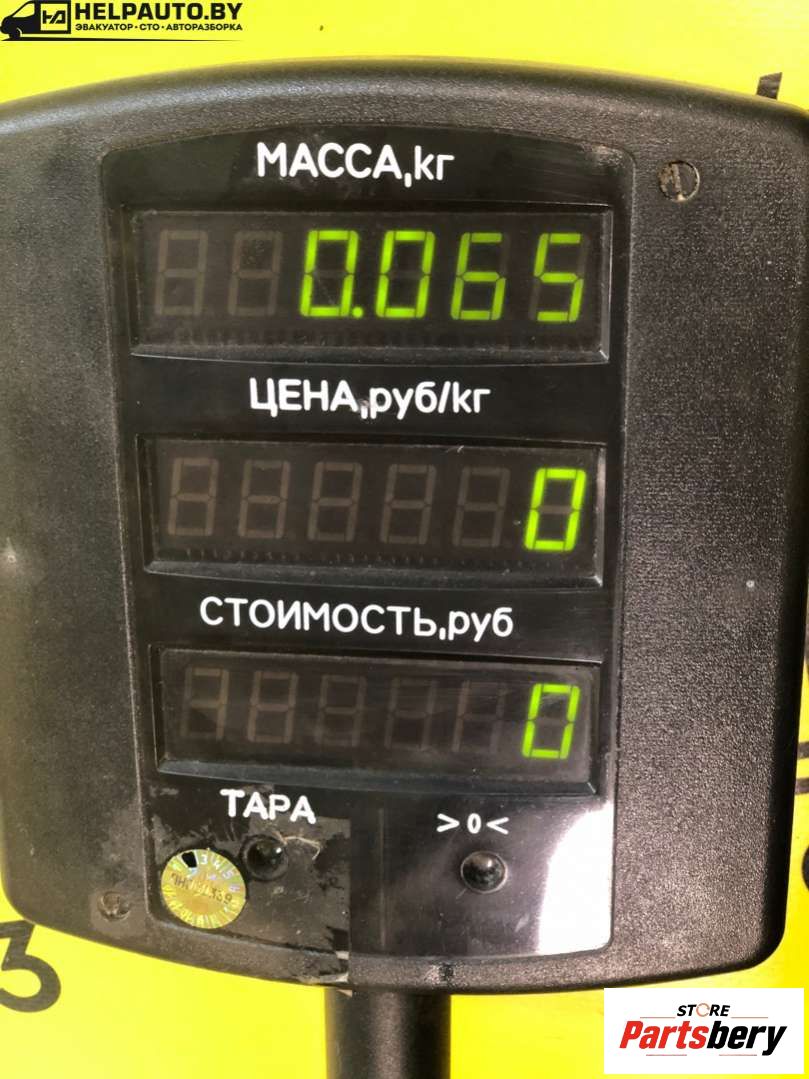 HELPAUTO.BY
ЭВАКУАТОР • СТО • АВТОРАЗБОРКА
МАССА,кг
0.065
ЦЕНА,руб/кг
0
СТОИМОСТЬ,руб
0
ТАРА >0<
3
STORE
Partsbery